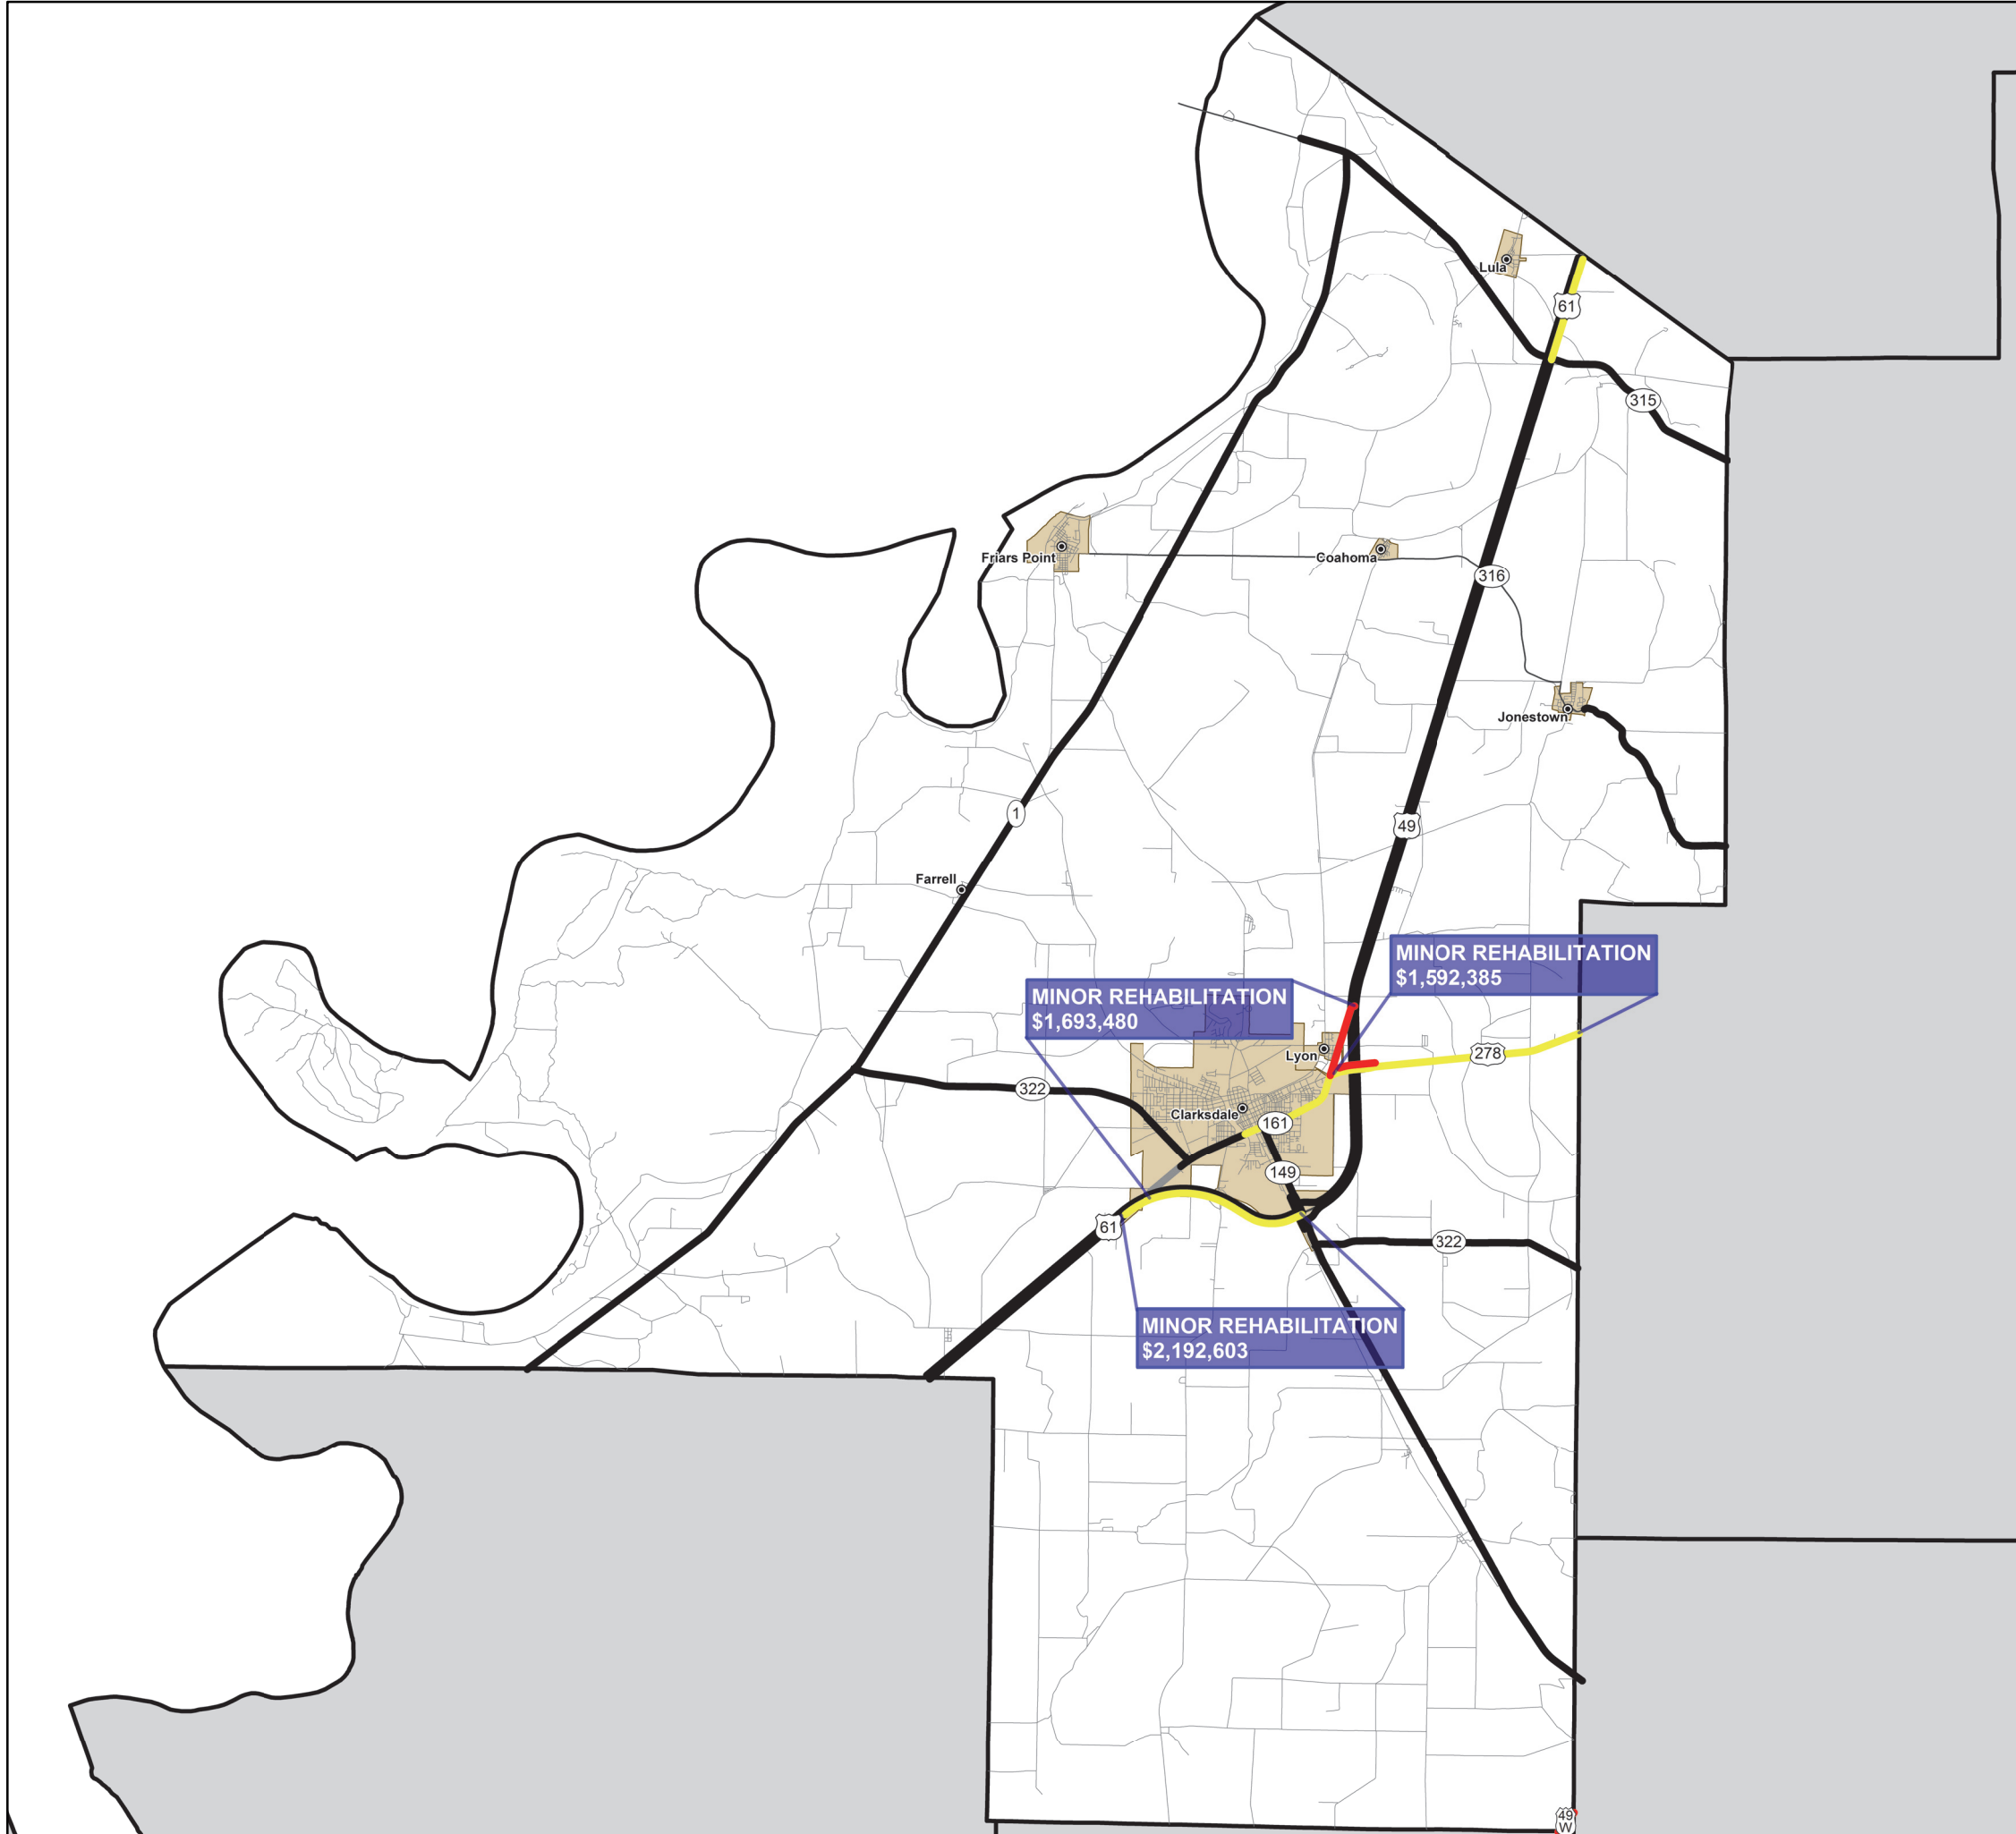 Lula
61
315
Friars Point
Coahoma
316
Jonestown
1
49
Farrell
MINOR REHABILITATION
$1,592,385
MINOR REHABILITATION
$1,693,480
Lyon
278
322
Clarksdale
161
149
61
322
MINOR REHABILITATION
$2,192,603
49
W